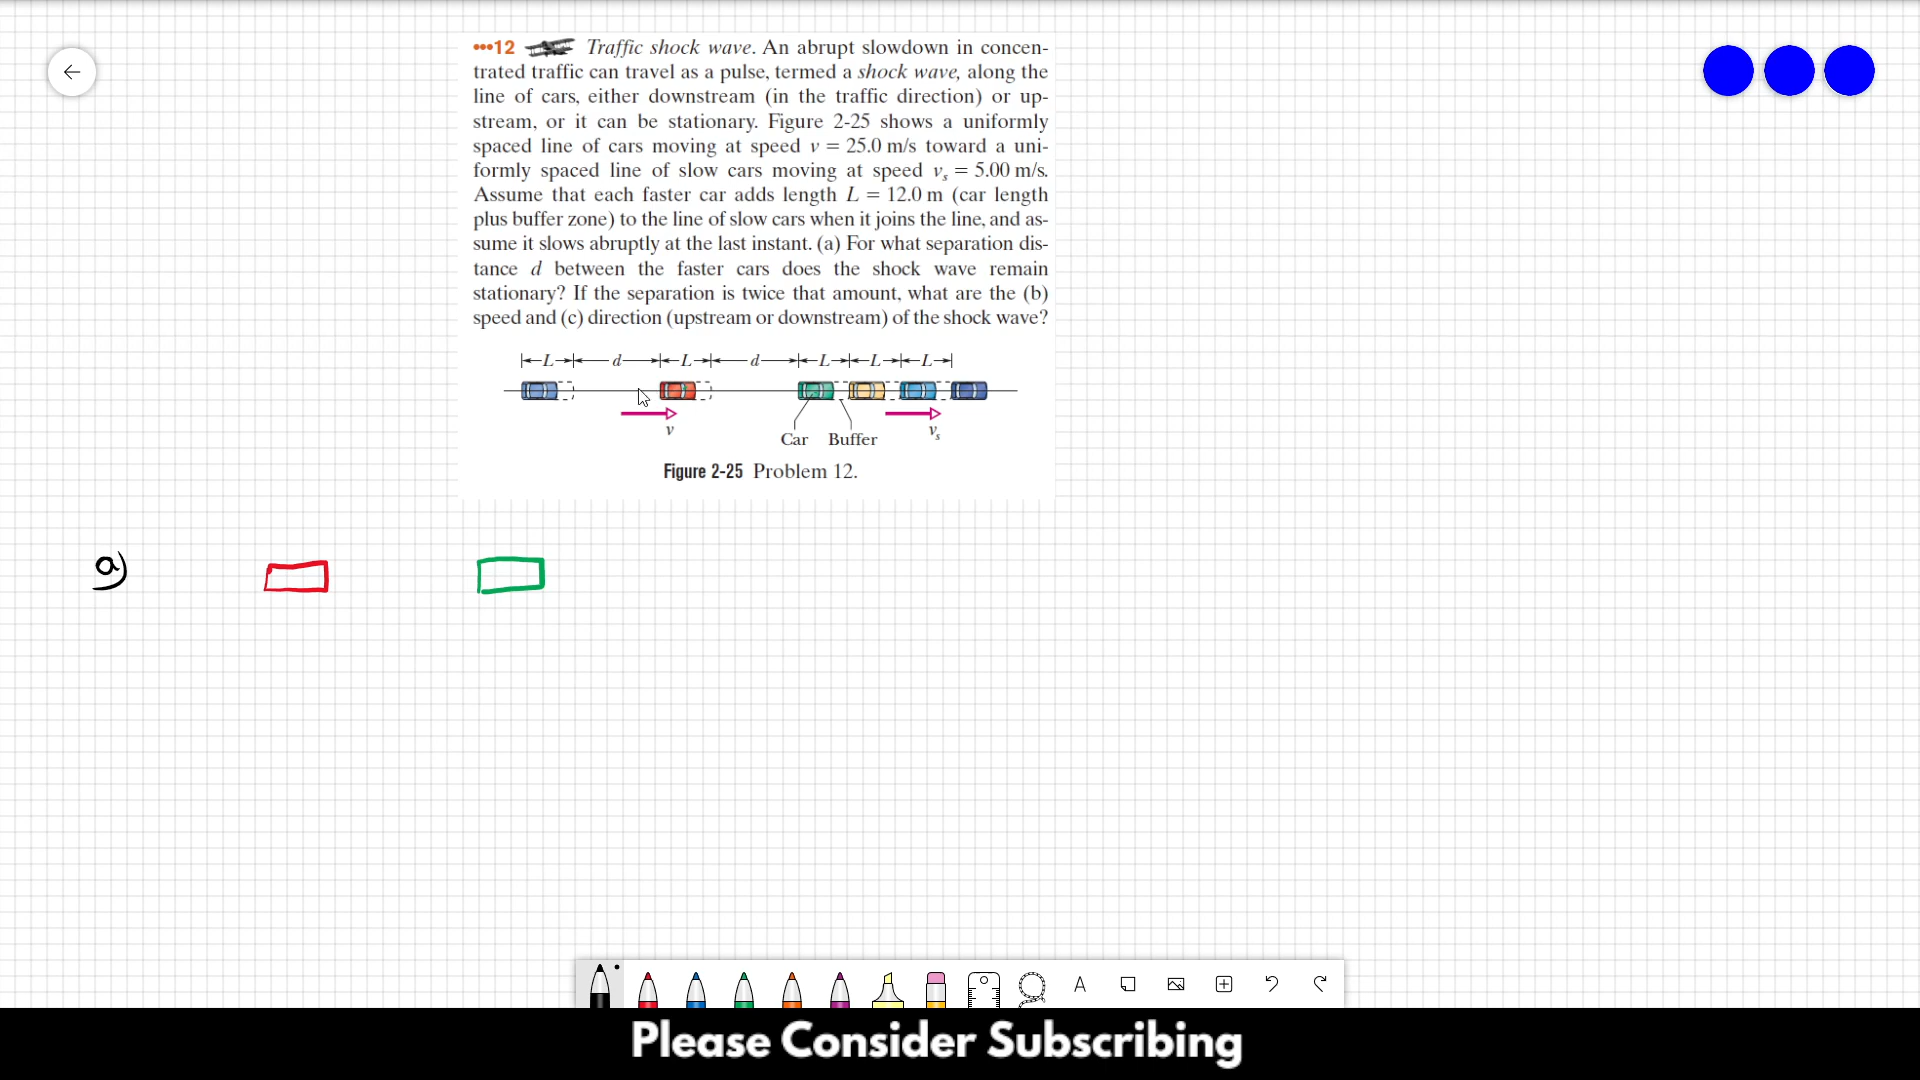 •••12 Traffic shock wave. An abrupt slowdown in concen-
trated traffic can travel as a pulse, termed a shock wave, along the
line of cars, either downstream (in the traffic direction) or up-
stream, or it can be stationary. Figure 2-25 shows a uniformly
spaced line of cars moving at speed v = 25.0 m/s toward a uni-
formly spaced line of slow cars moving at speed vs = 5.00 m/s.
Assume that each faster car adds length L = 12.0 m (car length
plus buffer zone) to the line of slow cars when it joins the line, and as-
sume it slows abruptly at the last instant. (a) For what separation dis-
tance d between the faster cars does the shock wave remain
stationary? If the separation is twice that amount, what are the (b)
speed and (c) direction (upstream or downstream) of the shock wave?
L d L d L L L
v vs
Car Buffer
Figure 2-25 Problem 12.
a)
A
Please Consider Subscribing